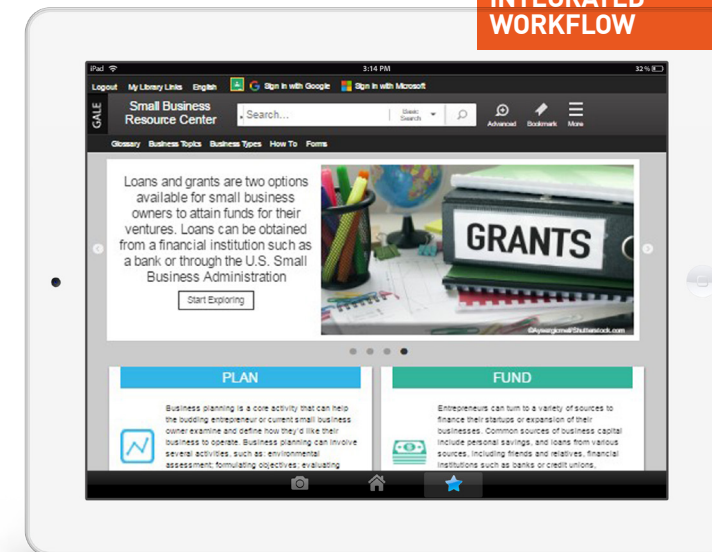 INTEGRATED
WORKFLOW
iPad 3:14 PM 32%
Logout My Library Links English Sign in with Google Sign in with Microsoft
GALE
Small Business
Resource Center
Search...
Basic
Search
Advanced Bookmark More
Glossary Business Topics Business Types How To Forms
Loans and grants are two options
available for small business
owners to attain funds for their
ventures. Loans can be obtained
from a financial institution such as
a bank or through the U.S. Small
Business Administration
Start Exploring
GRANTS
PLAN
Business planning is a core activity that can help
the budding entrepreneur or current small business
owner examine and define how they'd like their
business to operate. Business planning can involve
several activities, such as: environmental
assessment; formulating objectives; evaluating
FUND
Entrepreneurs can turn to a variety of sources to
finance their startups or expansion of their
businesses. Common sources of business capital
include personal savings, and loans from various
sources, including friends and relatives, financial
institutions such as banks or credit unions,